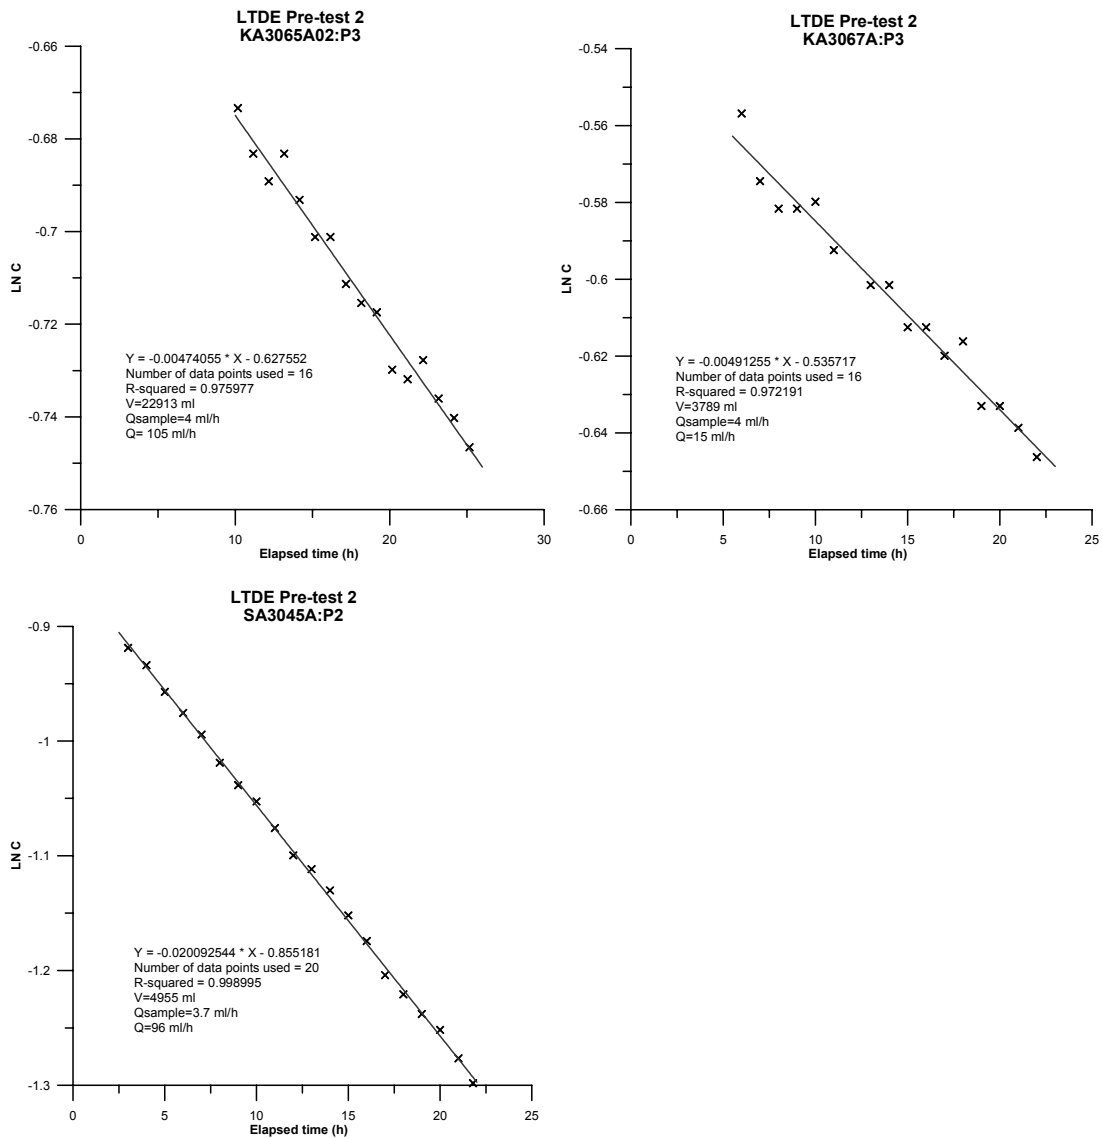 LTDE Pre-test 2
KA3065A02:P3
-0.66
-0.68
-0.7
-0.72
-0.74
-0.76
LN C
Y = -0.00474055 * X - 0.627552
Number of data points used = 16
R-squared = 0.975977
V=22913 ml
Qsample=4 ml/h
Q= 105 ml/h
0
10
20
30
Elapsed time (h)
LTDE Pre-test 2
KA3067A:P3
-0.54
-0.56
-0.58
-0.6
-0.62
-0.64
-0.66
LN C
Y = -0.00491255 * X - 0.535717
Number of data points used = 16
R-squared = 0.972191
V=3789 ml
Qsample=4 ml/h
Q=15 ml/h
0
5
10
15
20
25
Elapsed time (h)
LTDE Pre-test 2
SA3045A:P2
-0.9
-1
-1.1
-1.2
-1.3
LN C
Y = -0.020092544 * X - 0.855181
Number of data points used = 20
R-squared = 0.998995
V=4955 ml
Qsample=3.7 ml/h
Q=96 ml/h
0
5
10
15
20
25
Elapsed time (h)